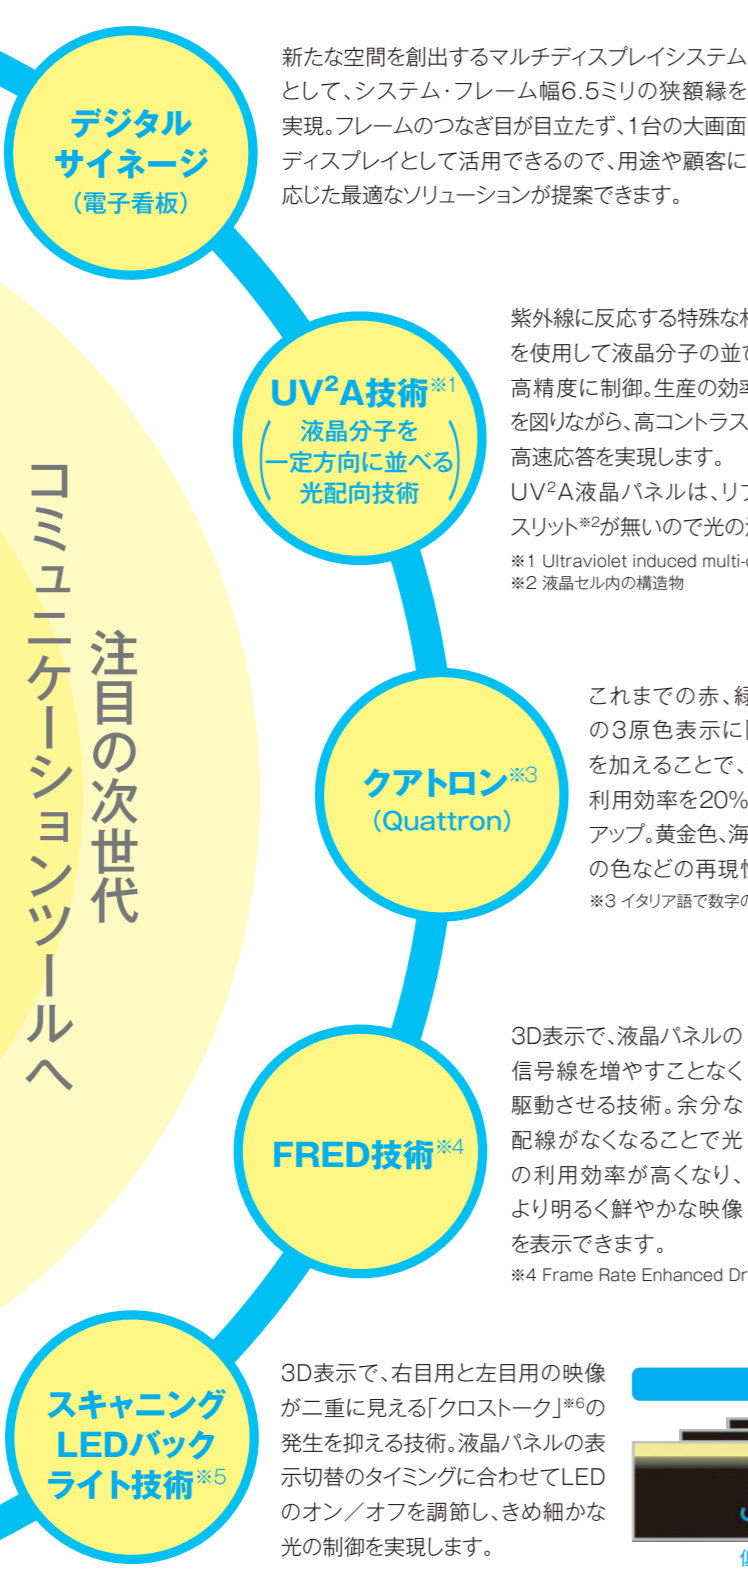 デジタル
サイネージ
（電子看板）
新たな空間を創出するマルチディスプレイシステム
として、システム・フレーム幅6.5ミリの狭額縁を
実現。フレームのつなぎ目が目立たず、1台の大画面
ディスプレイとして活用できるので、用途や顧客に
応じた最適なソリューションが提案できます。
UV²A技術※1
液晶分子を
一定方向に並べる
光配向技術
紫外線に反応する特殊な
を使用して液晶分子の並び
高精度に制御。生産の効率
を図りながら、高コントラス
高速応答を実現します。
UV²A液晶パネルは、リブ
スリット※2が無いので光の
※1 Ultraviolet induced multi-
※2 液晶セル内の構造物
注目の次世代
コミュニケーションツールへ
クアトロン※3
（Quattron）
これまでの赤、緑
の3原色表示に
を加えることで、
利用効率を20%
アップ。黄金色、海
の色などの再現性
※3 イタリア語で数字の
FRED技術※4
3D表示で、液晶パネルの
信号線を増やすことなく
駆動させる技術。余分な
配線がなくなることで光
の利用効率が高くなり、
より明るく鮮やかな映像
を表示できます。
※4 Frame Rate Enhanced Dr
スキャニング
LEDバック
ライト技術※5
3D表示で、右目用と左目用の映像
が二重に見える「クロストーク」※6の
発生を抑える技術。液晶パネルの表
示切替のタイミングに合わせてLED
のオン／オフを調節し、きめ細かな
光の制御を実現します。